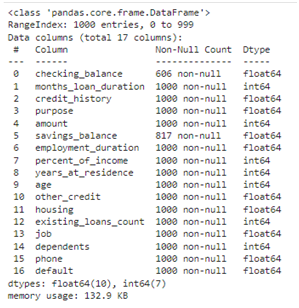 <class 'pandas.core.frame.DataFrame'>
RangeIndex: 1000 entries, 0 to 999
Data columns (total 17 columns):
 #   Column                Non-Null Count  Dtype
---  ------                --------------  -----
 0   checking_balance      606 non-null    float64
 1   months_loan_duration  1000 non-null   int64
 2   credit_history        1000 non-null   float64
 3   purpose               1000 non-null   float64
 4   amount                1000 non-null   int64
 5   savings_balance       817 non-null    float64
 6   employment_duration   1000 non-null   float64
 7   percent_of_income     1000 non-null   int64
 8   years_at_residence    1000 non-null   int64
 9   age                   1000 non-null   int64
 10  other_credit          1000 non-null   float64
 11  housing               1000 non-null   float64
 12  existing_loans_count  1000 non-null   int64
 13  job                   1000 non-null   float64
 14  dependents            1000 non-null   int64
 15  phone                 1000 non-null   float64
 16  default               1000 non-null   float64
dtypes: float64(10), int64(7)
memory usage: 132.9 KB